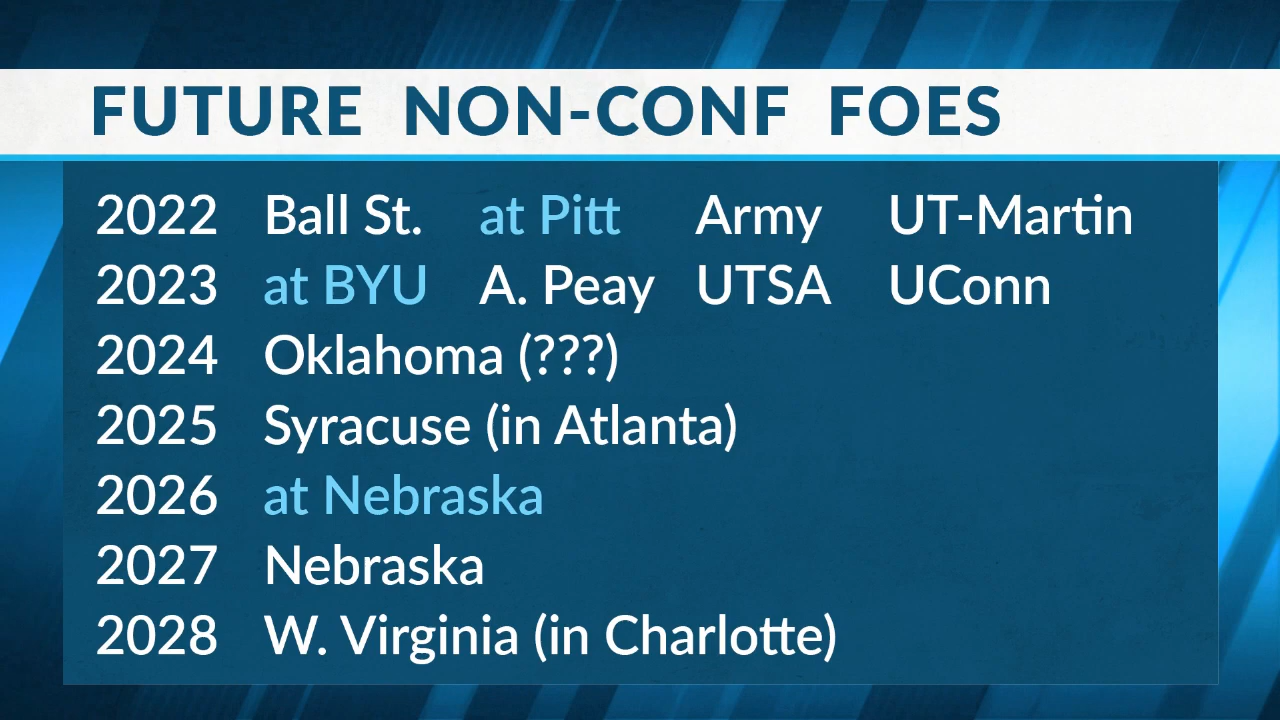 FUTURE NON-CONF FOES
2022 Ball St. at Pitt Army UT-Martin
2023 at BYU A. Peay UTSA UConn
2024 Oklahoma (???)
2025 Syracuse (in Atlanta)
2026 at Nebraska
2027 Nebraska
2028 W. Virginia (in Charlotte)